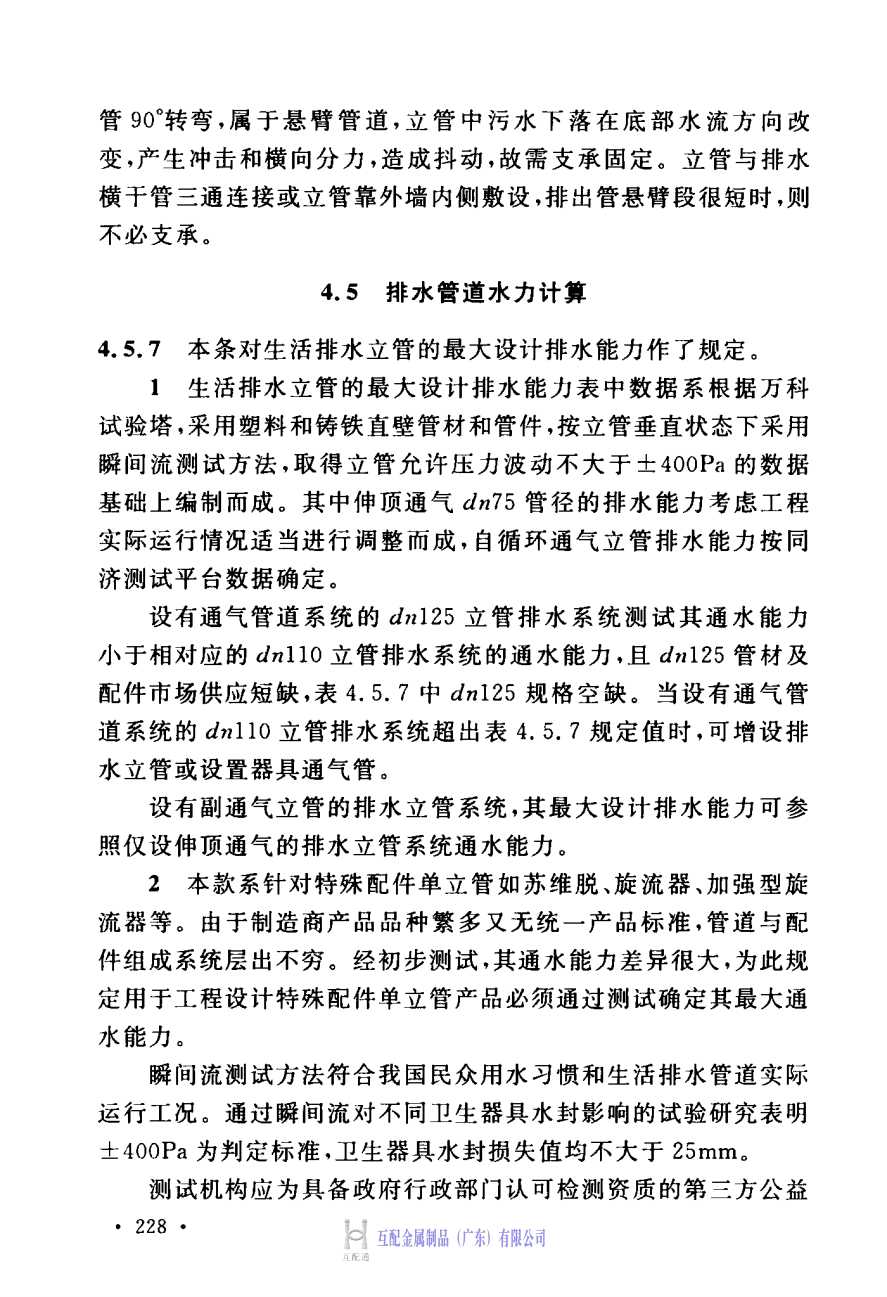 管 90°转弯,属于悬臂管道,立管中污水下落在底部水流方向改
变,产生冲击和横向分力,造成抖动,故需支承固定。立管与排水
横干管三通连接或立管靠外墙内侧敷设,排出管悬臂段很短时,则
不必支承。
4.5 排水管道水力计算
4.5.7 本条对生活排水立管的最大设计排水能力作了规定。
1 生活排水立管的最大设计排水能力表中数据系根据万科
试验塔,采用塑料和铸铁直壁管材和管件,按立管垂直状态下采用
瞬间流测试方法,取得立管允许压力波动不大于±400Pa 的数据
基础上编制而成。其中伸顶通气 dn75 管径的排水能力考虑工程
实际运行情况适当进行调整而成,自循环通气立管排水能力按同
济测试平台数据确定。
设有通气管道系统的 dn125 立管排水系统测试其通水能力
小于相对应的 dn110 立管排水系统的通水能力,且 dn125 管材及
配件市场供应短缺,表 4.5.7 中 dn125 规格空缺。当设有通气管
道系统的 dn110 立管排水系统超出表 4.5.7 规定值时,可增设排
水立管或设置器具通气管。
设有副通气立管的排水立管系统,其最大设计排水能力可参
照仅设伸顶通气的排水立管系统通水能力。
2 本款系针对特殊配件单立管如苏维脱、旋流器、加强型旋
流器等。由于制造商产品品种繁多又无统一产品标准,管道与配
件组成系统层出不穷。经初步测试,其通水能力差异很大,为此规
定用于工程设计特殊配件单立管产品必须通过测试确定其最大通
水能力。
瞬间流测试方法符合我国民众用水习惯和生活排水管道实际
运行工况。通过瞬间流对不同卫生器具水封影响的试验研究表明
±400Pa 为判定标准,卫生器具水封损失值均不大于 25mm。
测试机构应为具备政府行政部门认可检测资质的第三方公益
• 228 •
互配金属制品(广东)有限公司
互配通